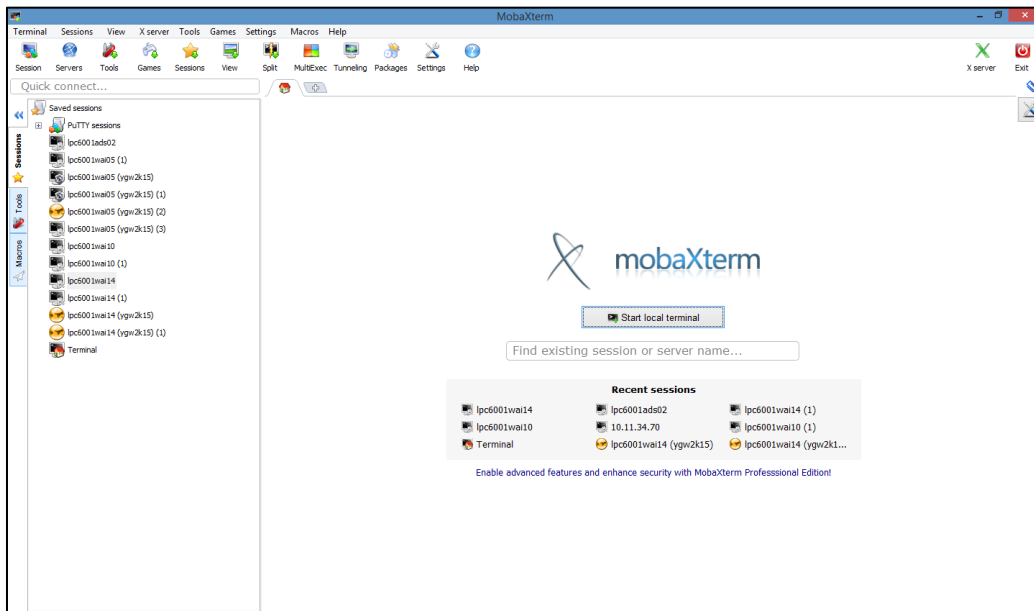 MobaXterm
Terminal Sessions View X server Tools Games Settings Macros Help
Session Servers Tools Games Sessions View Split MultiExec Tunneling Packages Settings Help X server Exit
Quick connect...
Saved sessions
PuTTY sessions
lpc6001ads02
lpc6001wai05 (1)
lpc6001wai05 (ygw2k15)
lpc6001wai05 (ygw2k15) (1)
lpc6001wai05 (ygw2k15) (2)
lpc6001wai05 (ygw2k15) (3)
lpc6001wai10
lpc6001wai10 (1)
lpc6001wai14
lpc6001wai14 (1)
lpc6001wai14 (ygw2k15)
lpc6001wai14 (ygw2k15) (1)
Terminal
Sessions
Tools
Macros
mobaXterm
Start local terminal
Find existing session or server name...
Recent sessions
lpc6001wai14 lpc6001ads02 lpc6001wai14 (1)
lpc6001wai10 10.11.34.70 lpc6001wai10 (1)
Terminal lpc6001wai14 (ygw2k15) lpc6001wai14 (ygw2k1...
Enable advanced features and enhance security with MobaXterm Professsional Edition!